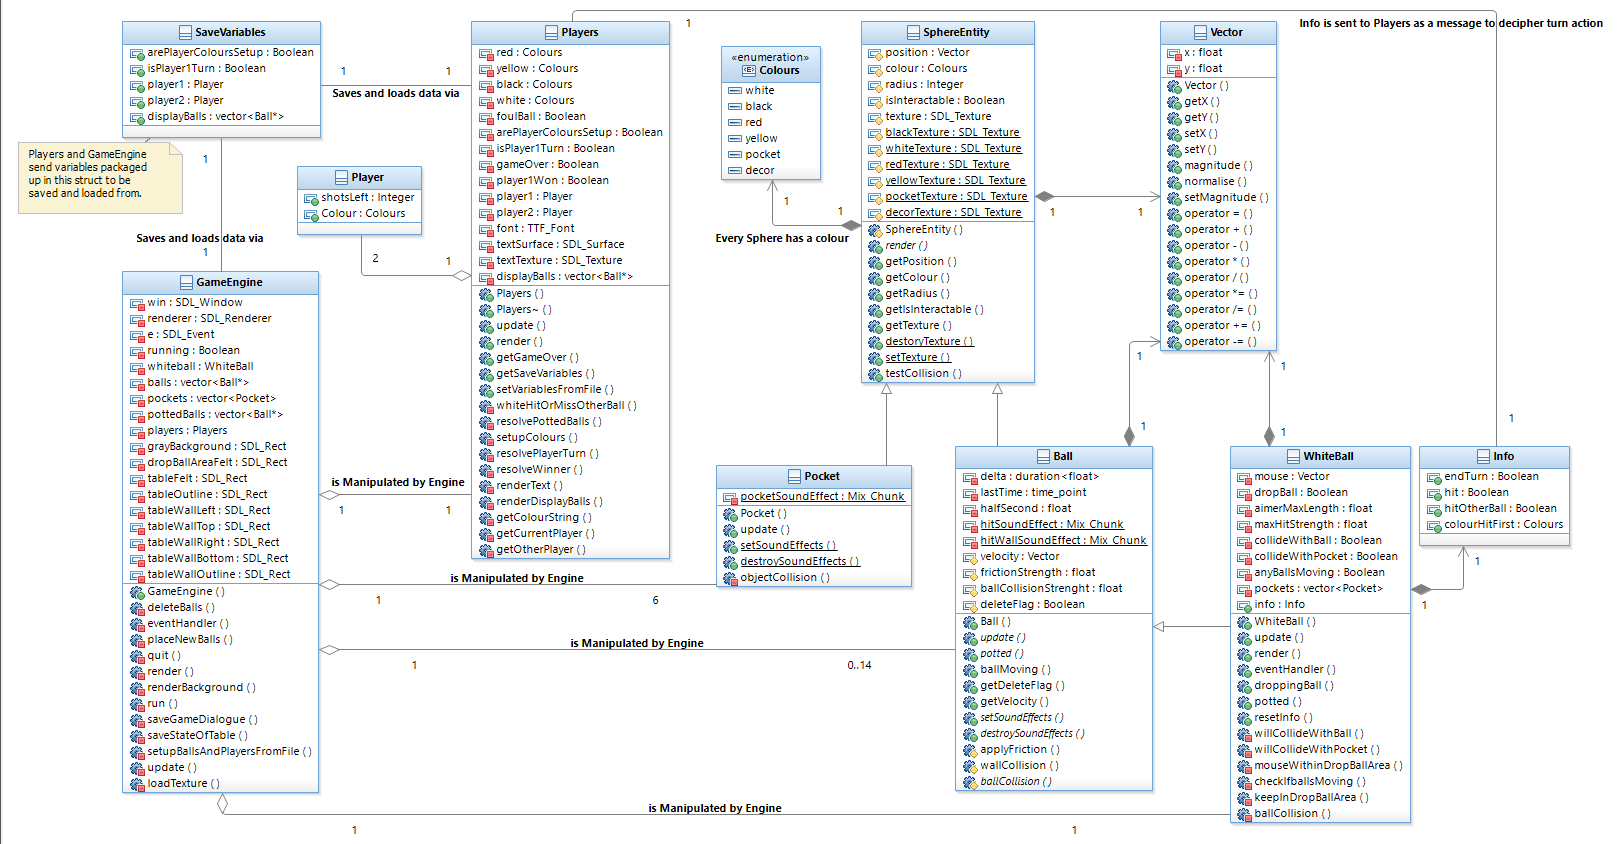 SaveVariables
arePlayerColoursSetup : Boolean
isPlayer1Turn : Boolean
player1 : Player
player2 : Player
displayBalls : vector<Ball*>
Players and GameEngine
send variables packaged
up in this struct to be
saved and loaded from.
1
1
Saves and loads data via
1
Saves and loads data via
1
Player
shotsLeft : Integer
Colour : Colours
2
1
GameEngine
win : SDL_Window
renderer : SDL_Renderer
e : SDL_Event
running : Boolean
whiteball : WhiteBall
balls : vector<Ball*>
pockets : vector<Pocket>
pottedBalls : vector<Ball*>
players : Players
grayBackground : SDL_Rect
dropBallAreaFelt : SDL_Rect
tableFelt : SDL_Rect
tableOutline : SDL_Rect
tableWallLeft : SDL_Rect
tableWallTop : SDL_Rect
tableWallRight : SDL_Rect
tableWallBottom : SDL_Rect
tableWallOutline : SDL_Rect
GameEngine ( )
deleteBalls ( )
eventHandler ( )
placeNewBalls ( )
quit ( )
render ( )
renderBackground ( )
run ( )
saveGameDialogue ( )
saveStateOfTable ( )
setupBallsAndPlayersFromFile ( )
update ( )
loadTexture ( )
Players
red : Colours
yellow : Colours
black : Colours
white : Colours
foulBall : Boolean
arePlayerColoursSetup : Boolean
isPlayer1Turn : Boolean
gameOver : Boolean
player1Won : Boolean
player1 : Player
player2 : Player
font : TTF_Font
textSurface : SDL_Surface
textTexture : SDL_Texture
displayBalls : vector<Ball*>
Players ( )
Players~ ( )
update ( )
render ( )
getGameOver ( )
getSaveVariables ( )
setVariablesFromFile ( )
whiteHitOrMissOtherBall ( )
resolvePottedBalls ( )
setupColours ( )
resolvePlayerTurn ( )
resolveWinner ( )
renderText ( )
renderDisplayBalls ( )
getColourString ( )
getCurrentPlayer ( )
getOtherPlayer ( )
is Manipulated by Engine
1
1
is Manipulated by Engine
1
6
is Manipulated by Engine
1
0..14
is Manipulated by Engine
1
1
1
Info is sent to Players as a message to decipher turn action
1
«enumeration»
Colours
white
black
red
yellow
pocket
decor
1
1
Every Sphere has a colour
SphereEntity
position : Vector
colour : Colours
radius : Integer
isInteractable : Boolean
texture : SDL_Texture
blackTexture : SDL_Texture
whiteTexture : SDL_Texture
redTexture : SDL_Texture
yellowTexture : SDL_Texture
pocketTexture : SDL_Texture
decorTexture : SDL_Texture
SphereEntity ( )
render ( )
getPosition ( )
getColour ( )
getRadius ( )
getIsInteractable ( )
getTexture ( )
destoryTexture ( )
setTexture ( )
testCollision ( )
1
1
Vector
x : float
y : float
Vector ( )
getX ( )
getY ( )
setX ( )
setY ( )
magnitude ( )
normalise ( )
setMagnitude ( )
operator = ( )
operator + ( )
operator - ( )
operator * ( )
operator / ( )
operator *= ( )
operator /= ( )
operator += ( )
operator -= ( )
1
1
1
1
Pocket
pocketSoundEffect : Mix_Chunk
Pocket ( )
update ( )
setSoundEffects ( )
destroySoundEffects ( )
objectCollision ( )
Ball
delta : duration<float>
lastTime : time_point
halfSecond : float
hitSoundEffect : Mix_Chunk
hitWallSoundEffect : Mix_Chunk
velocity : Vector
frictionStrength : float
ballCollisionStrenght : float
deleteFlag : Boolean
Ball ( )
update ( )
potted ( )
ballMoving ( )
getDeleteFlag ( )
getVelocity ( )
setSoundEffects ( )
destroySoundEffects ( )
applyFriction ( )
wallCollision ( )
ballCollision ( )
WhiteBall
mouse : Vector
dropBall : Boolean
aimerMaxLength : float
maxHitStrength : float
collideWithBall : Boolean
collideWithPocket : Boolean
anyBallsMoving : Boolean
pockets : vector<Pocket>
info : Info
WhiteBall ( )
update ( )
render ( )
eventHandler ( )
droppingBall ( )
potted ( )
resetInfo ( )
willCollideWithBall ( )
willCollideWithPocket ( )
mouseWithinDropBallArea ( )
checkIfballsMoving ( )
keepInDropBallArea ( )
ballCollision ( )
Info
endTurn : Boolean
hit : Boolean
hitOtherBall : Boolean
colourHitFirst : Colours
1
1